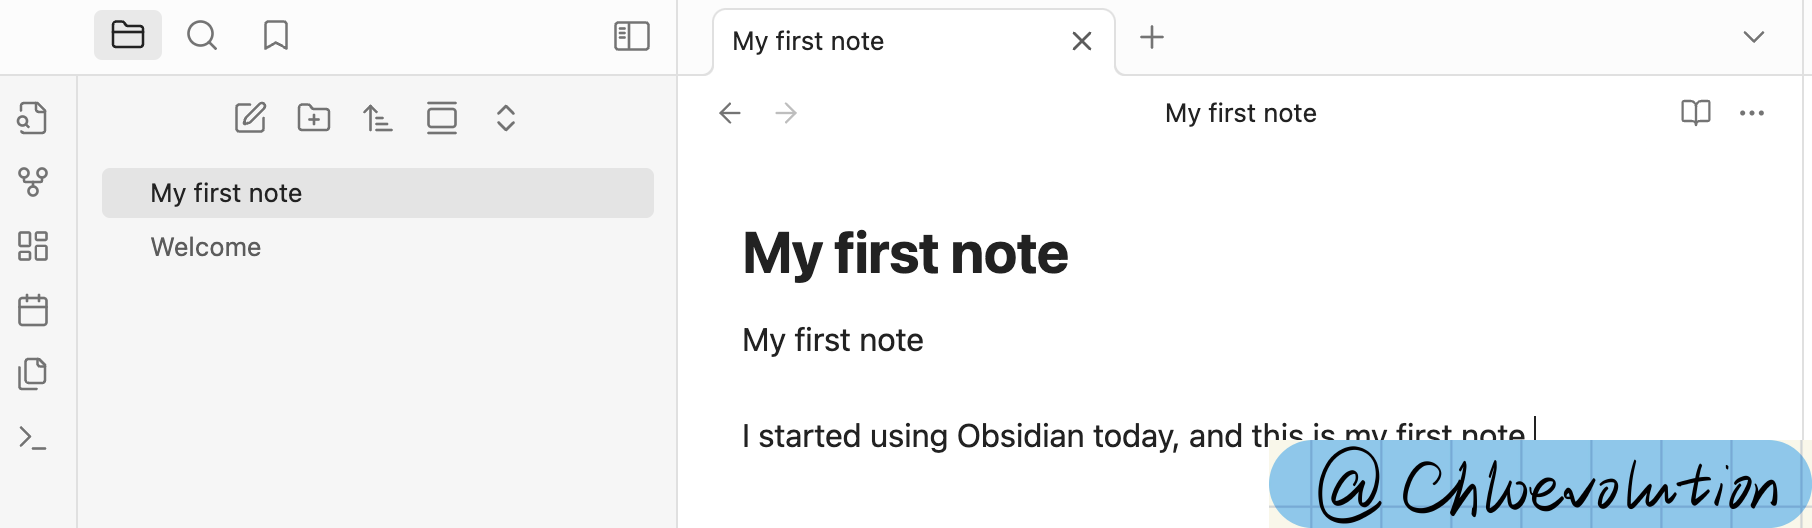 My first note
My first note
My first note
Welcome
My first note
My first note
I started using Obsidian today, and this is my first note
@Chloevolution